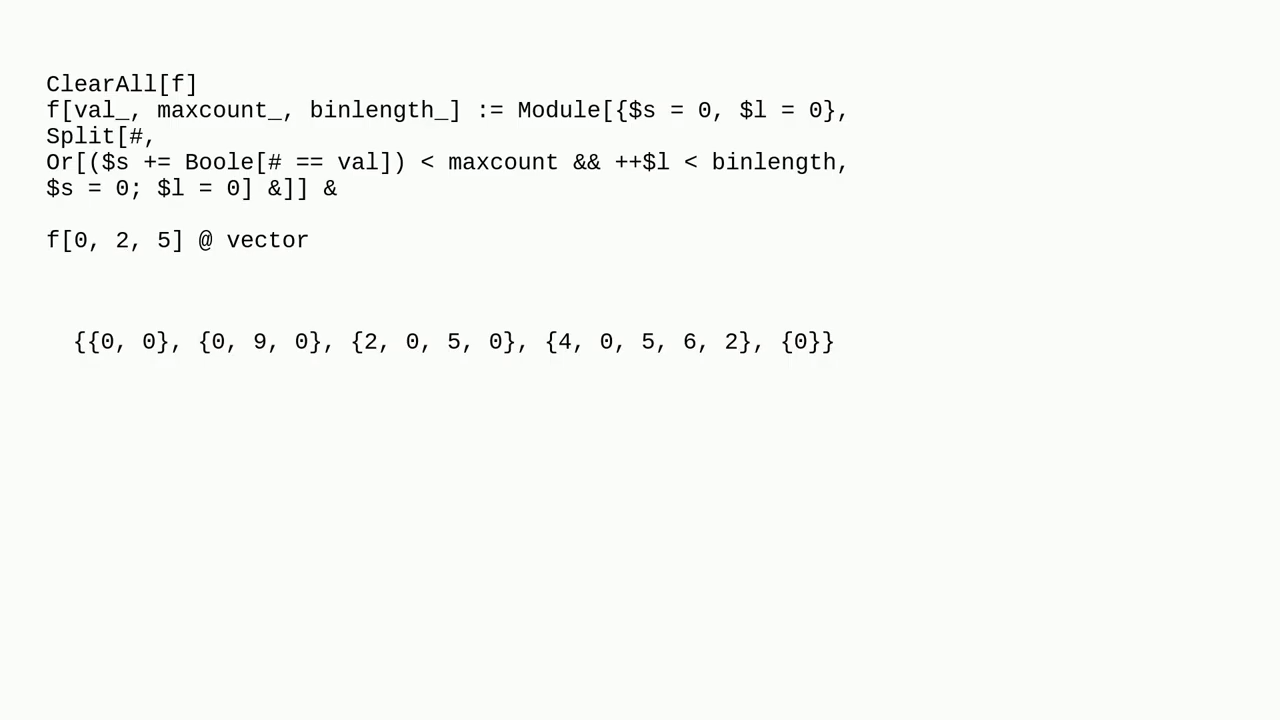 ClearAll[f]
f[val_, maxcount_, binlength_] := Module[{$s = 0, $l = 0},
Split[#,
Or[($s += Boole[# == val]) < maxcount && ++$l < binlength,
$s = 0; $l = 0] &]] &
f[0, 2, 5] @ vector
{{0, 0}, {0, 9, 0}, {2, 0, 5, 0}, {4, 0, 5, 6, 2}, {0}}